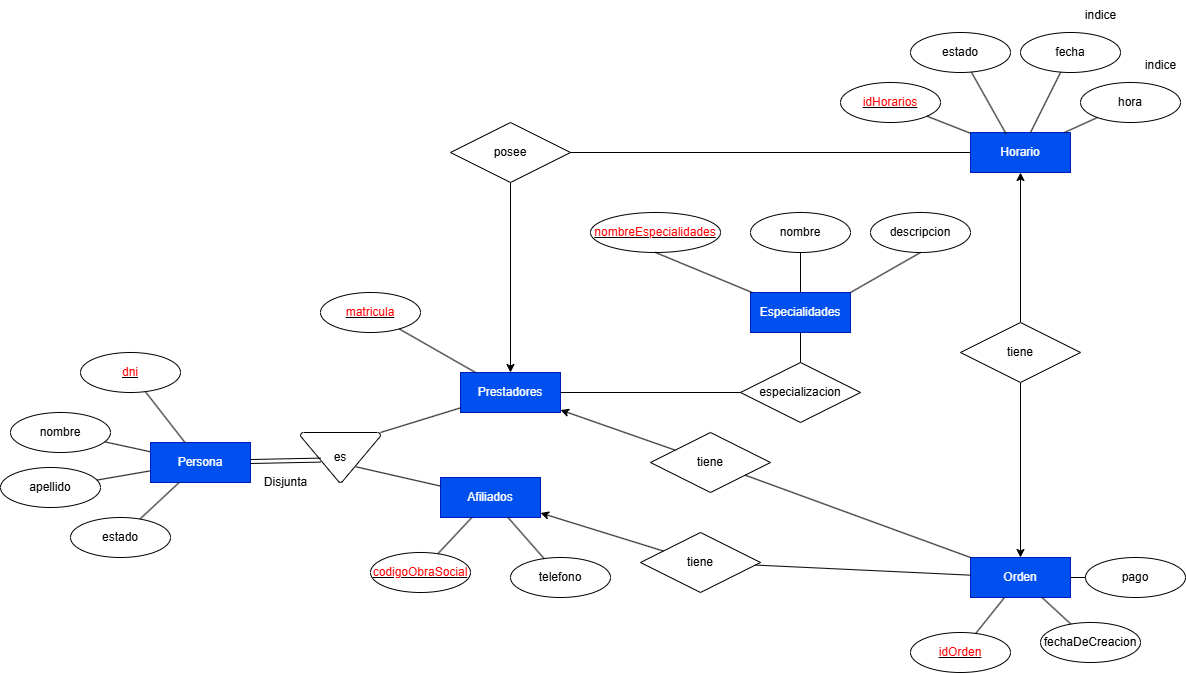 indice
estado
fecha
indice
idHorarios
hora
posee
Horario
nombreEspecialidades
nombre
descripcion
matricula
Especialidades
tiene
dni
Prestadores
especializacion
nombre
es
Persona
tiene
Disjunta
apellido
Afiliados
estado
codigoObraSocial
telefono
tiene
Orden
pago
idOrden
fechaDeCreacion